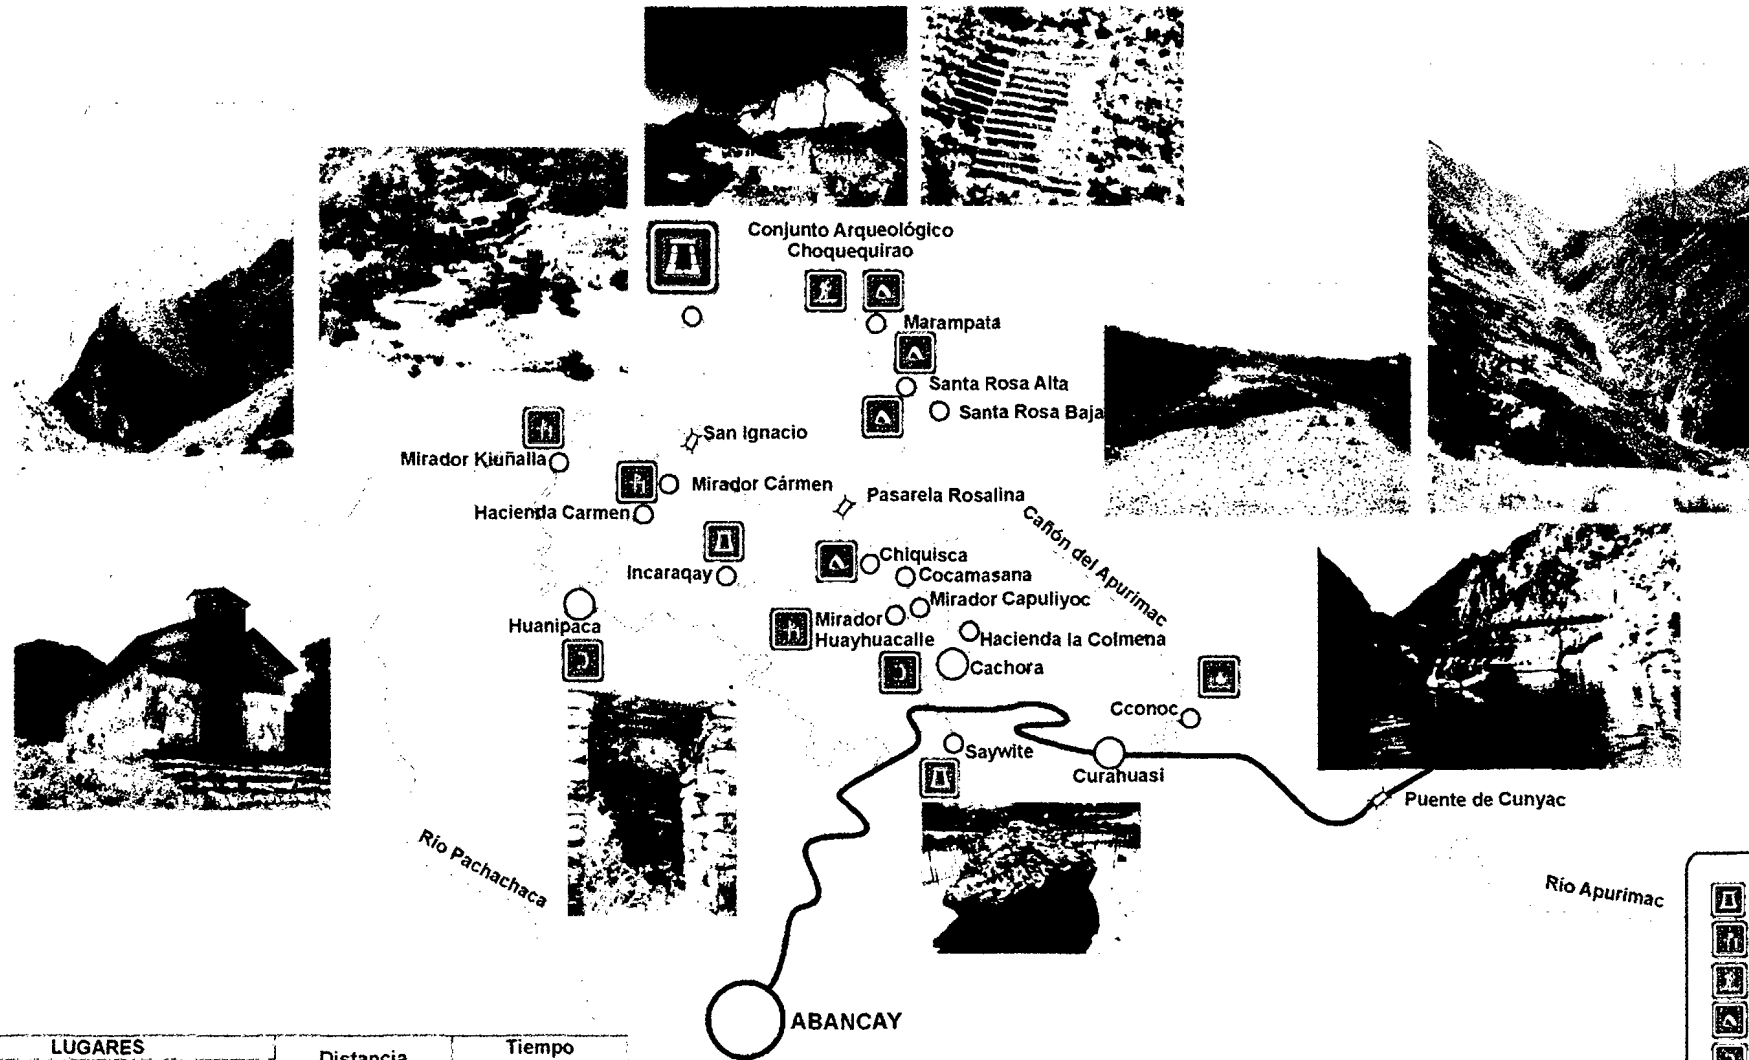 Conjunto Arqueológico
Choquequirao
Marampata
Santa Rosa Alta
Santa Rosa Baja
San Ignacio
Mirador Kiuñalla
Mirador Cármen
Pasarela Rosalina
Hacienda Carmen
Cañón del Apurimac
Chiquisca
Incaraqay
Cocamasana
Mirador Capuliyoc
Mirador
Huayhuacalle
Huanipaca
Hacienda la Colmena
Cachora
Cconoc
Saywite
Curahuasi
Puente de Cunyac
Río Pachachaca
Río Apurimac
ABANCAY
LUGARES
Distancia
Tiempo